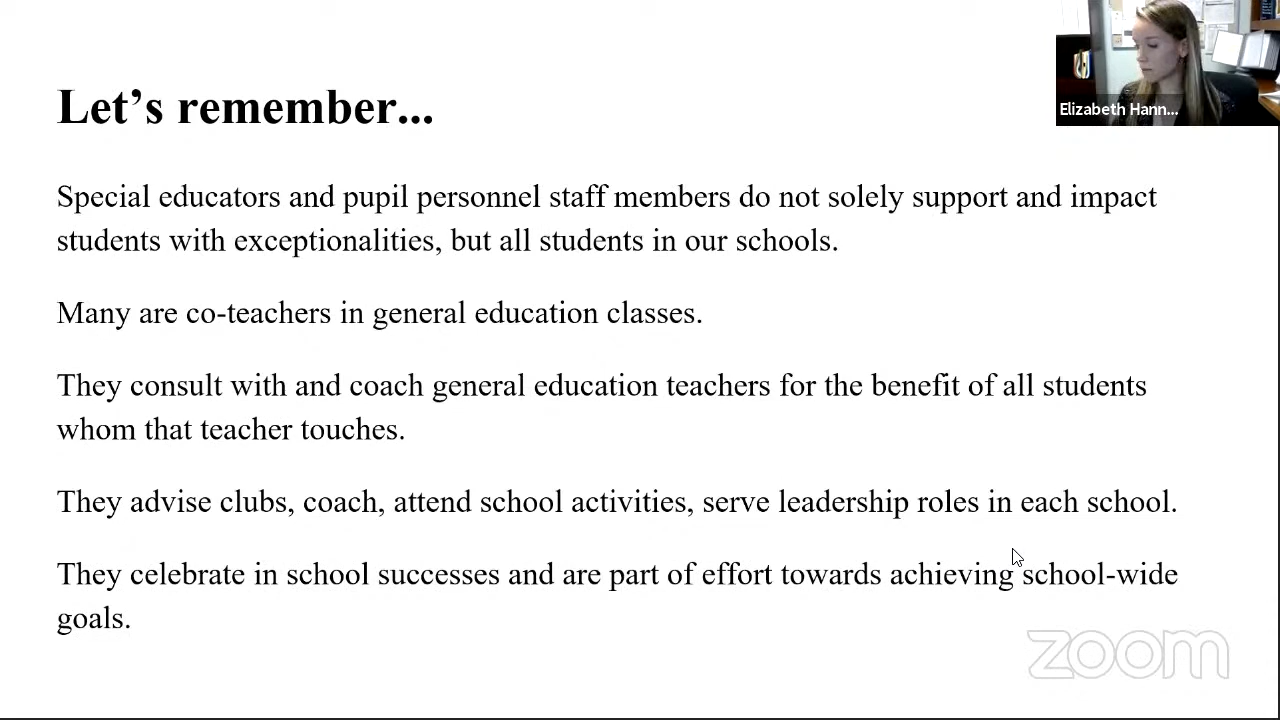 Elizabeth Hann...
Let’s remember...
Special educators and pupil personnel staff members do not solely support and impact
students with exceptionalities, but all students in our schools.
Many are co-teachers in general education classes.
They consult with and coach general education teachers for the benefit of all students
whom that teacher touches.
They advise clubs, coach, attend school activities, serve leadership roles in each school.
They celebrate in school successes and are part of effort towards achieving school-wide
goals.
zoom